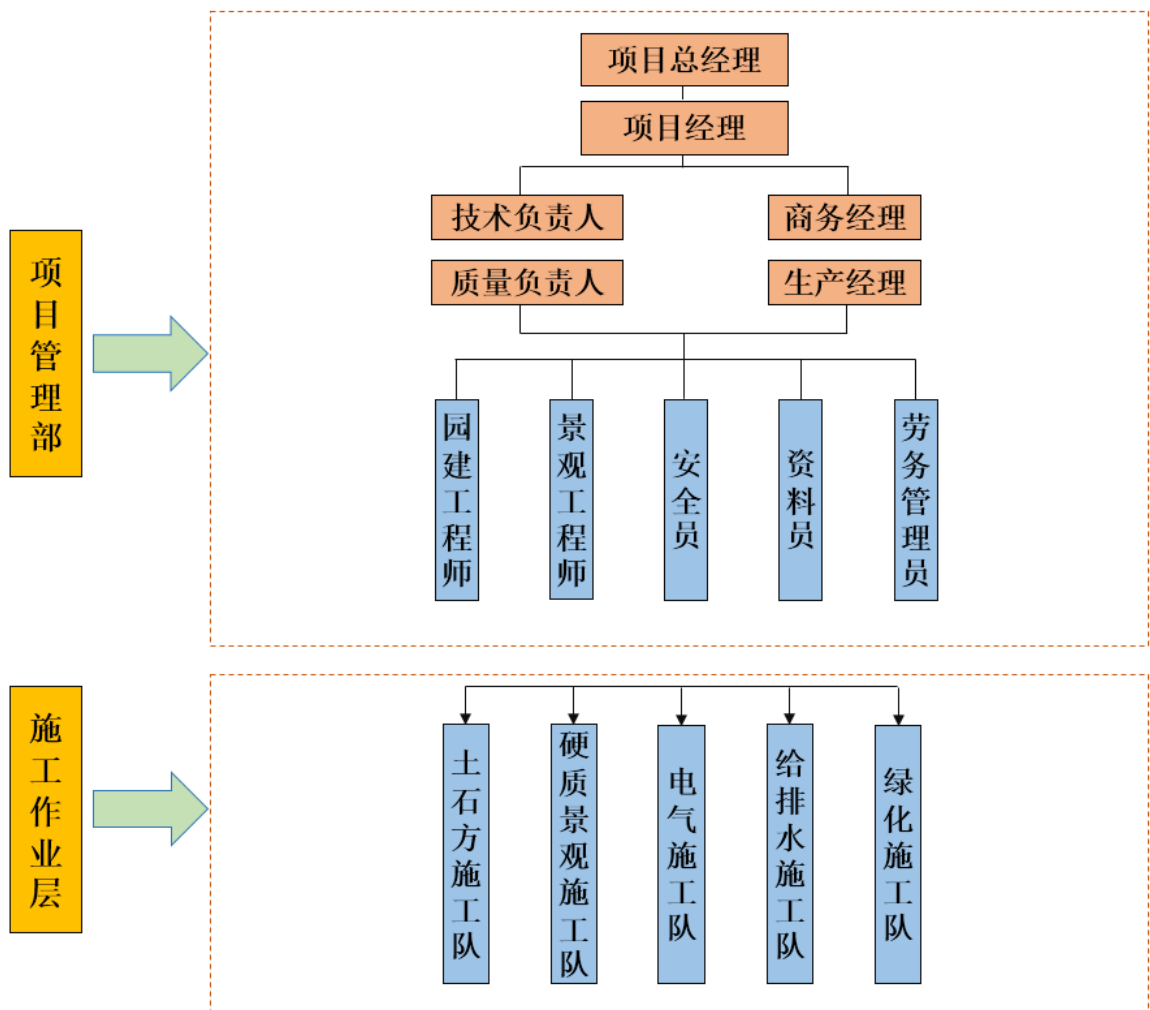 项目总经理
项目经理
技术负责人
商务经理
质量负责人
生产经理
项目管理部
园建工程师
景观工程师
安全员
资料员
劳务管理员
施工作业层
土石方施工队
硬质景观施工队
电气施工队
给排水施工队
绿化施工队